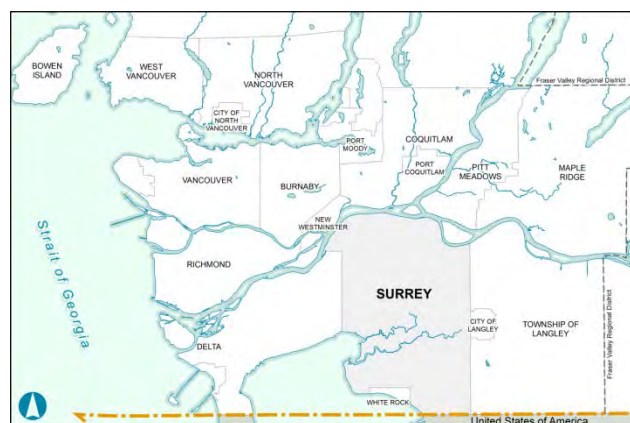 BOWEN
ISLAND
WEST
VANCOUVER
NORTH
VANCOUVER
CITY OF
NORTH
VANCOUVER
Fraser Valley Regional District
PORT
MOODY
COQUITLAM
PORT
COQUITLAM
PITT
MEADOWS
MAPLE
RIDGE
VANCOUVER
BURNABY
NEW
WESTMINSTER
Strait of Georgia
RICHMOND
SURREY
CITY OF
LANGLEY
TOWNSHIP OF
LANGLEY
Fraser Valley Regional District
DELTA
WHITE ROCK
United States of America